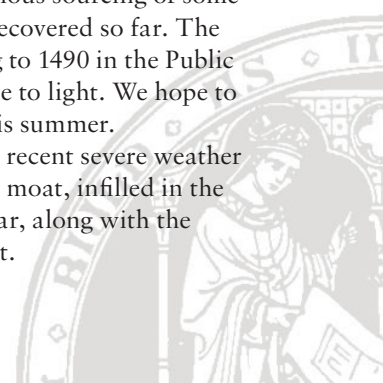 ious sourcing of some
ecovered so far. The
g to 1490 in the Public
e to light. We hope to
is summer.
recent severe weather
moat, infilled in the
ar, along with the
t.